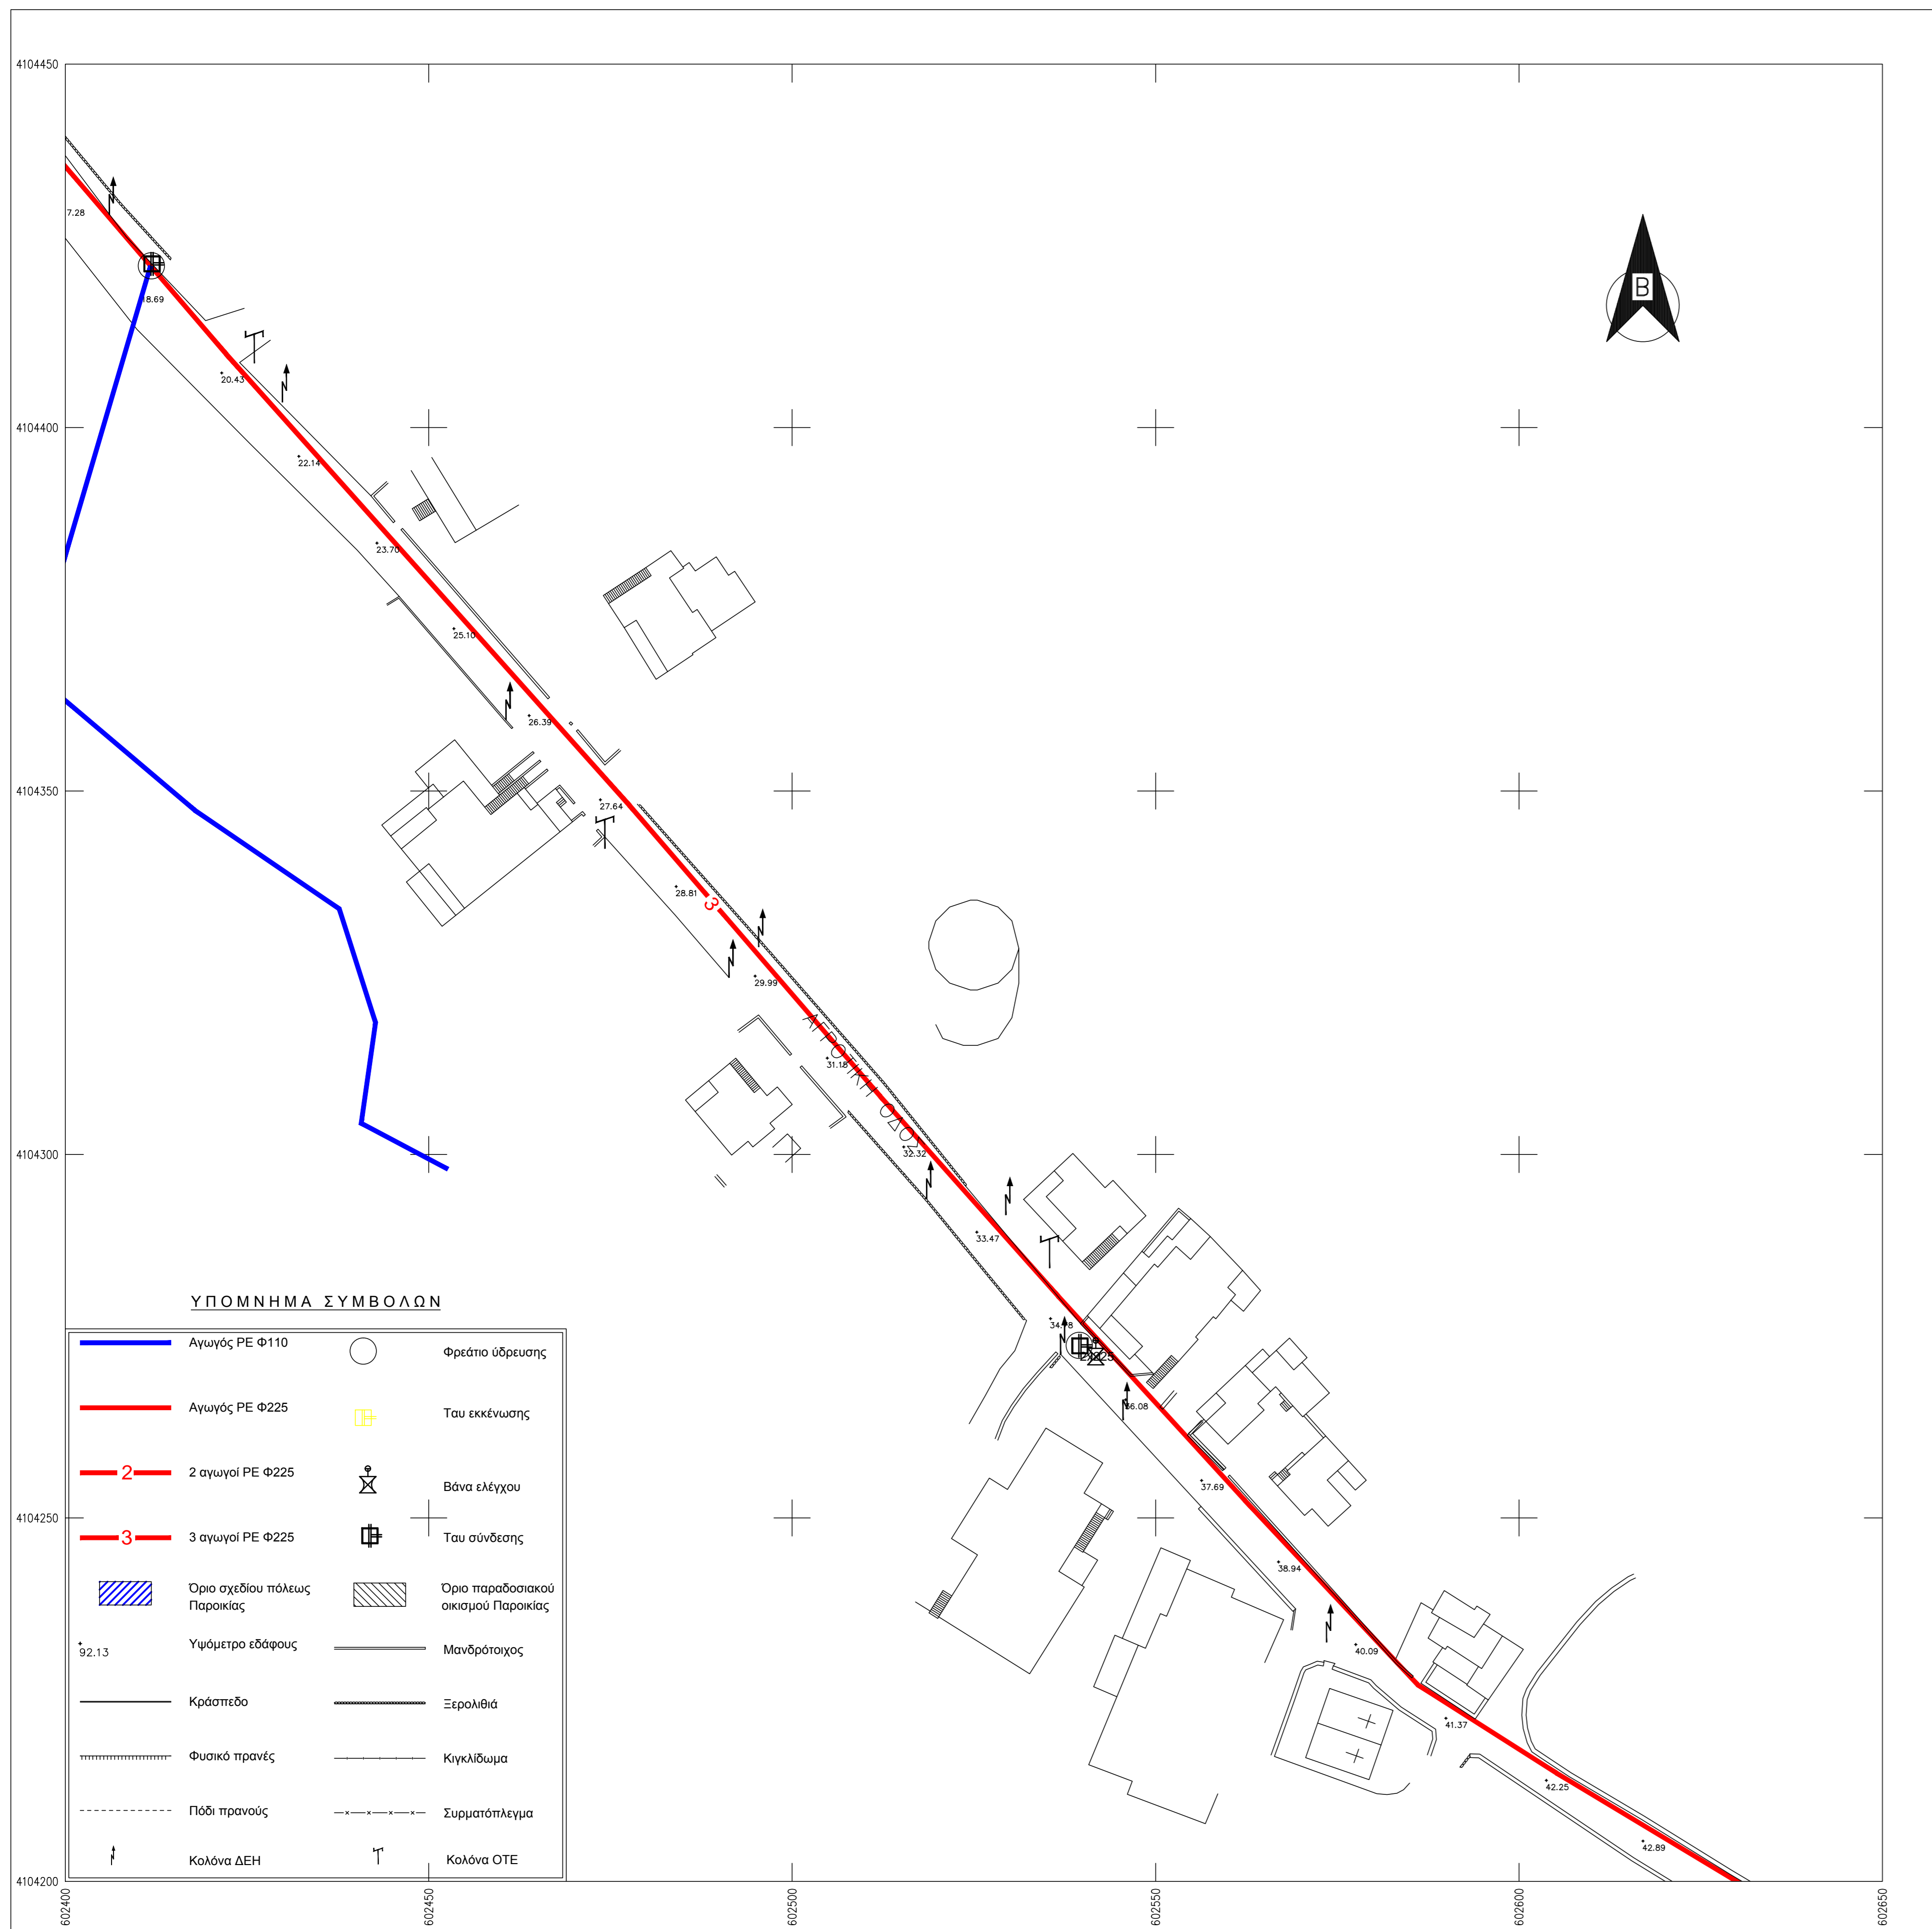 4104450
7.28
18.69
B
20.43
4104400
22.14
23.70
25.10
26.39
4104350
27.64
28.81
3
29.99
ΑΓΡΟΤΙΚΗ ΟΔΟΣ
31.15
4104300
32.32
33.47
34.78
36.08
37.69
4104250
38.94
40.09
41.37
42.25
42.89
4104200
ΥΠΟΜΝΗΜΑ ΣΥΜΒΟΛΩΝ
Αγωγός PE Φ110
Φρεάτιο ύδρευσης
Αγωγός PE Φ225
Ταυ εκκένωσης
2
2 αγωγοί PE Φ225
Βάνα ελέγχου
3
3 αγωγοί PE Φ225
Ταυ σύνδεσης
Όριο σχεδίου πόλεως
Παροικίας
Όριο παραδοσιακού
οικισμού Παροικίας
92.13
Υψόμετρο εδάφους
Μανδρότοιχος
Κράσπεδο
Ξερολιθιά
Φυσικό πρανές
Κιγκλίδωμα
Πόδι πρανούς
Συρματόπλεγμα
Κολόνα ΔΕΗ
Κολόνα ΟΤΕ
602400
602450
602500
602550
602600
602650